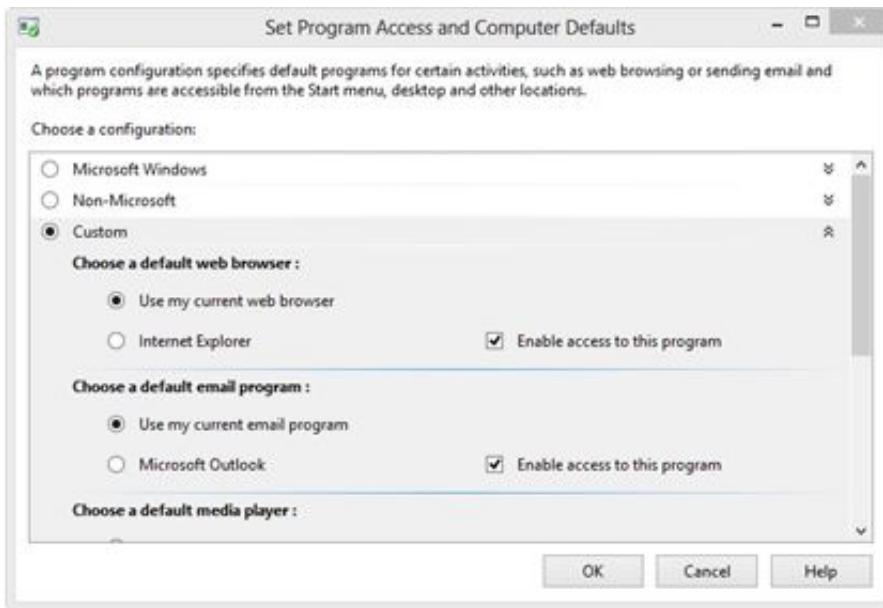 Set Program Access and Computer Defaults
A program configuration specifies default programs for certain activities, such as web browsing or sending email and
which programs are accessible from the Start menu, desktop and other locations.
Choose a configuration:
Microsoft Windows
Non-Microsoft
Custom
Choose a default web browser :
Use my current web browser
Internet Explorer Enable access to this program
Choose a default email program :
Use my current email program
Microsoft Outlook Enable access to this program
Choose a default media player :
OK Cancel Help